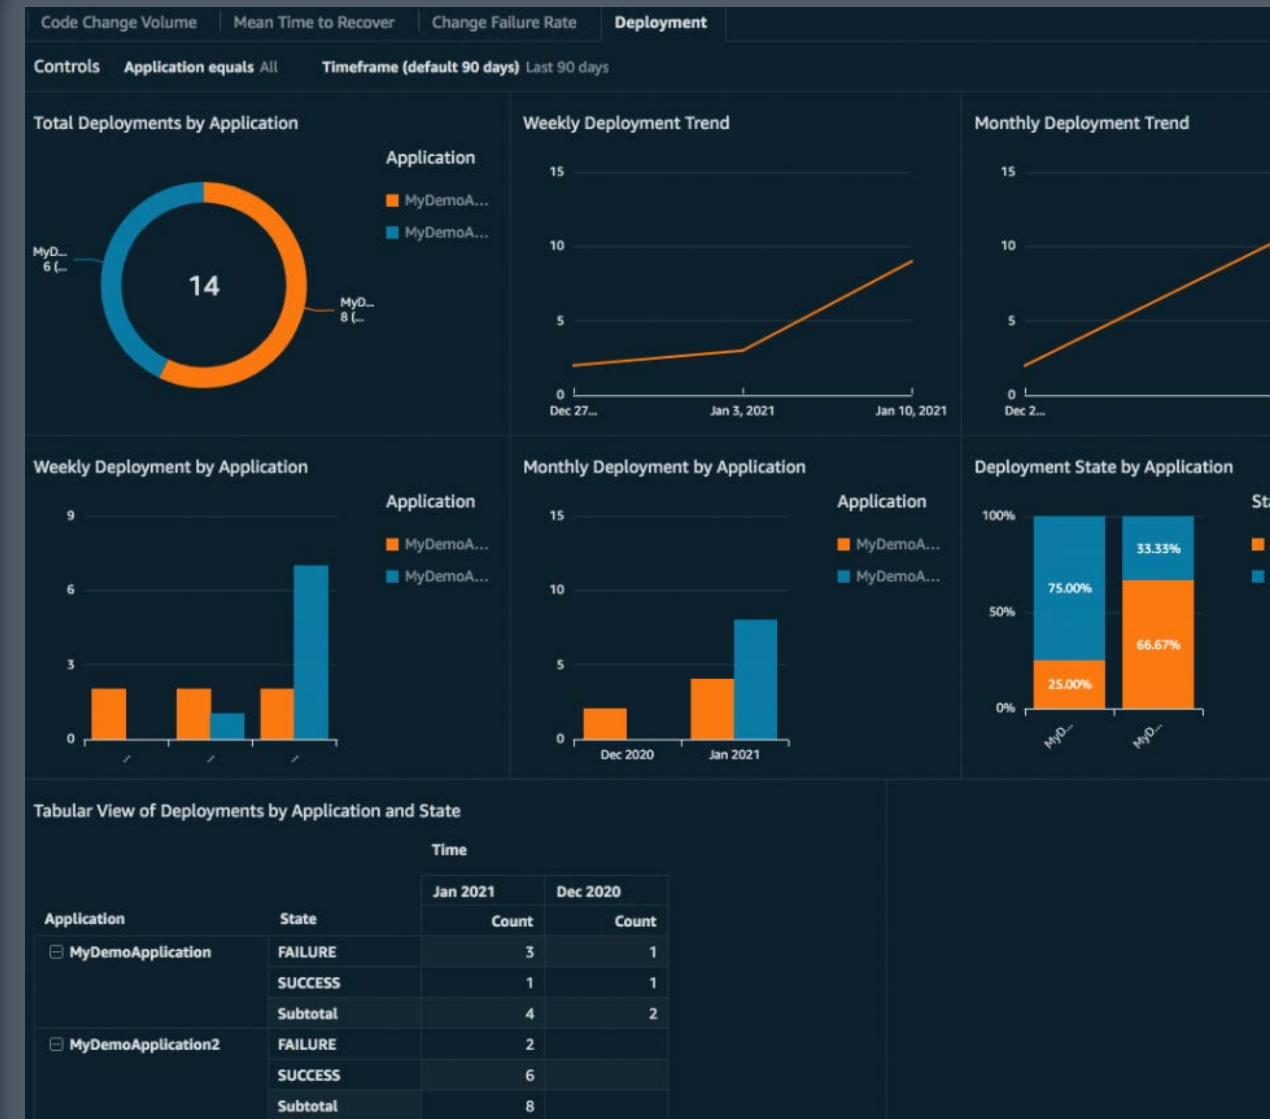 Code Change Volume
Mean Time to Recover
Change Failure Rate
Deployment
Controls
Application equals All
Timeframe (default 90 days) Last 90 days
Total Deployments by Application
Application
MyDemoA...
MyDemoA...
MyD...
6 (...
14
MyD...
8 (...
Weekly Deployment Trend
15
10
5
0
Dec 27...
Jan 3, 2021
Jan 10, 2021
Monthly Deployment Trend
15
10
5
0
Dec 2...
Weekly Deployment by Application
Application
MyDemoA...
MyDemoA...
9
6
3
0
Monthly Deployment by Application
Application
MyDemoA...
MyDemoA...
15
10
5
0
Dec 2020
Jan 2021
Deployment State by Application
100%
50%
0%
75.00%
25.00%
33.33%
66.67%
MyD...
MyD...
Tabular View of Deployments by Application and State
Time
Jan 2021 Dec 2020
Application State Count Count
MyDemoApplication FAILURE 3 1
SUCCESS 1 1
Subtotal 4 2
MyDemoApplication2 FAILURE 2
SUCCESS 6
Subtotal 8